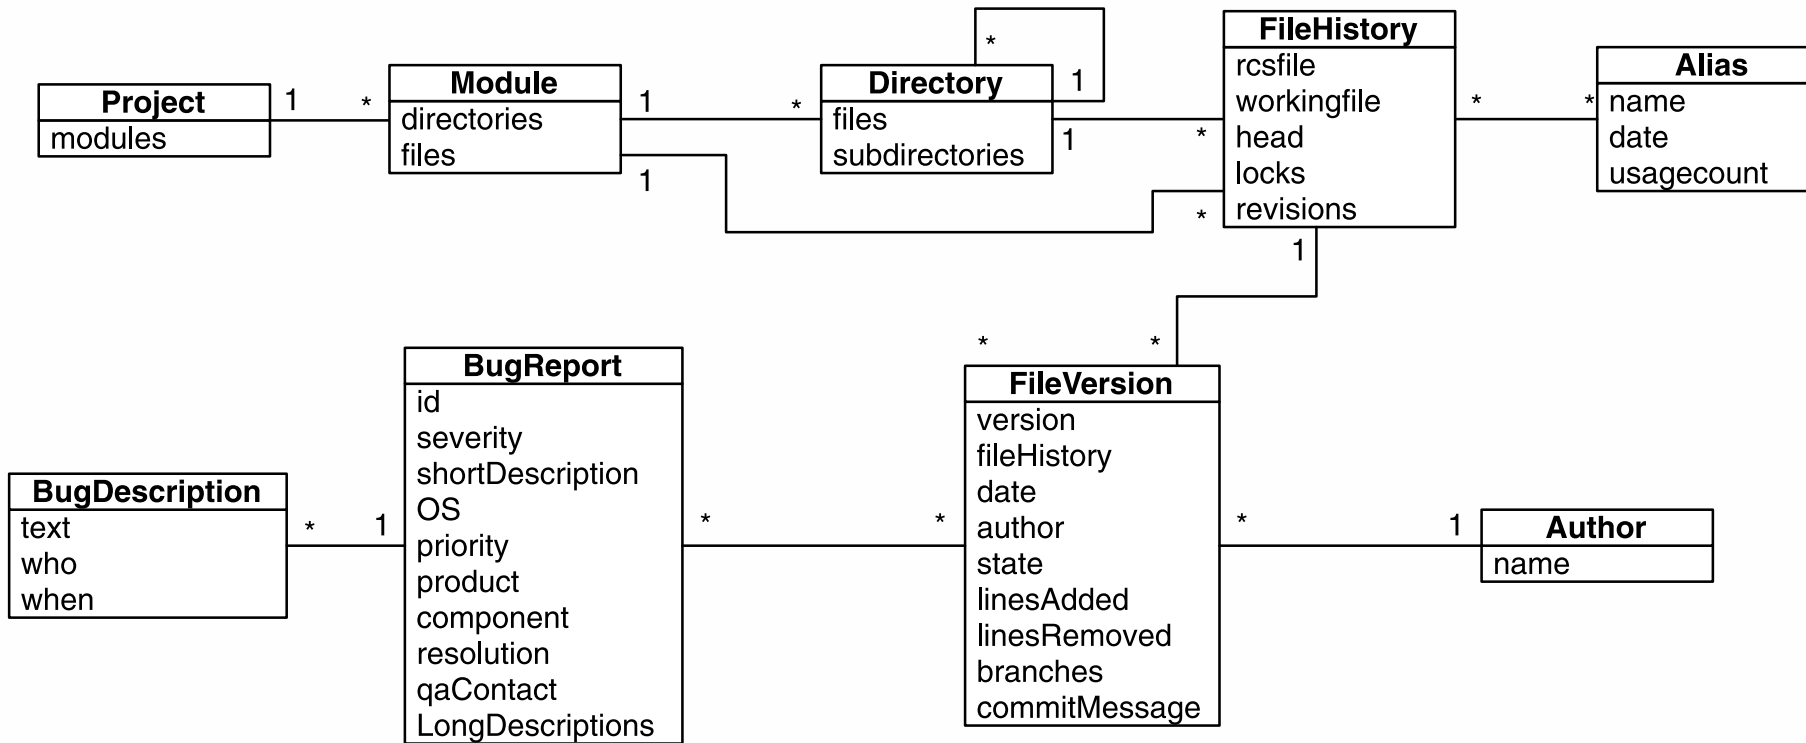 Project
modules
1
*
Module
directories
files
1
*
1
Directory
files
subdirectories
*
1
1
*
*
FileHistory
rcsfile
workingfile
head
locks
revisions
*
*
1
Alias
name
date
usagecount
BugDescription
text
who
when
*
1
BugReport
id
severity
shortDescription
OS
priority
product
component
resolution
qaContact
LongDescriptions
*
*
*
*
FileVersion
version
fileHistory
date
author
state
linesAdded
linesRemoved
branches
commitMessage
*
1
Author
name